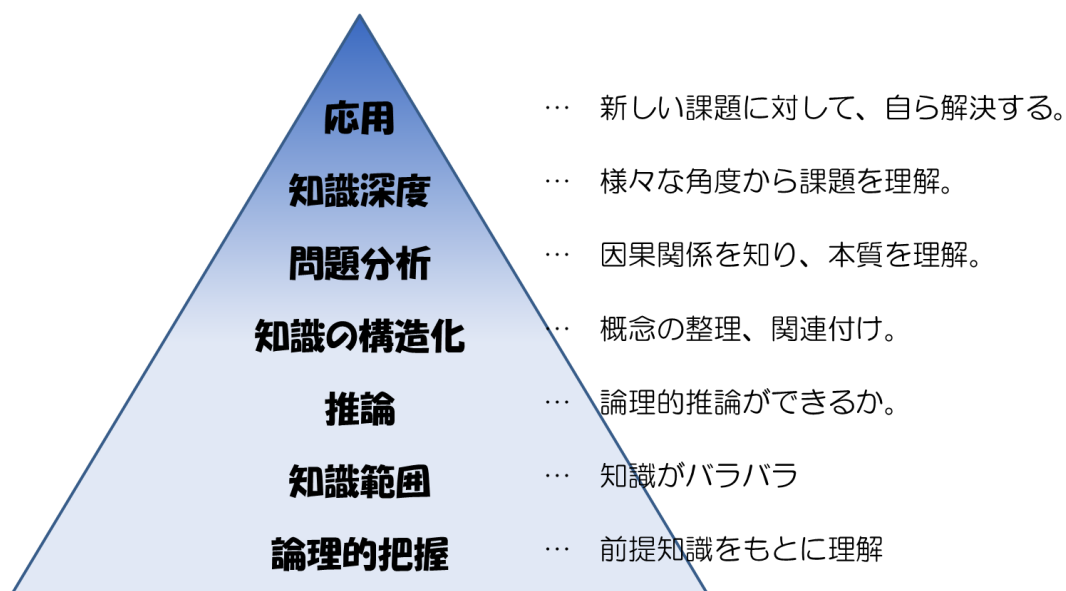 応用 … 新しい課題に対して、自ら解決する。
知識深度 … 様々な角度から課題を理解。
問題分析 … 因果関係を知り、本質を理解。
知識の構造化 … 概念の整理、関連付け。
推論 … 論理的推論ができるか。
知識範囲 … 知識がバラバラ
論理的把握 … 前提知識をもとに理解